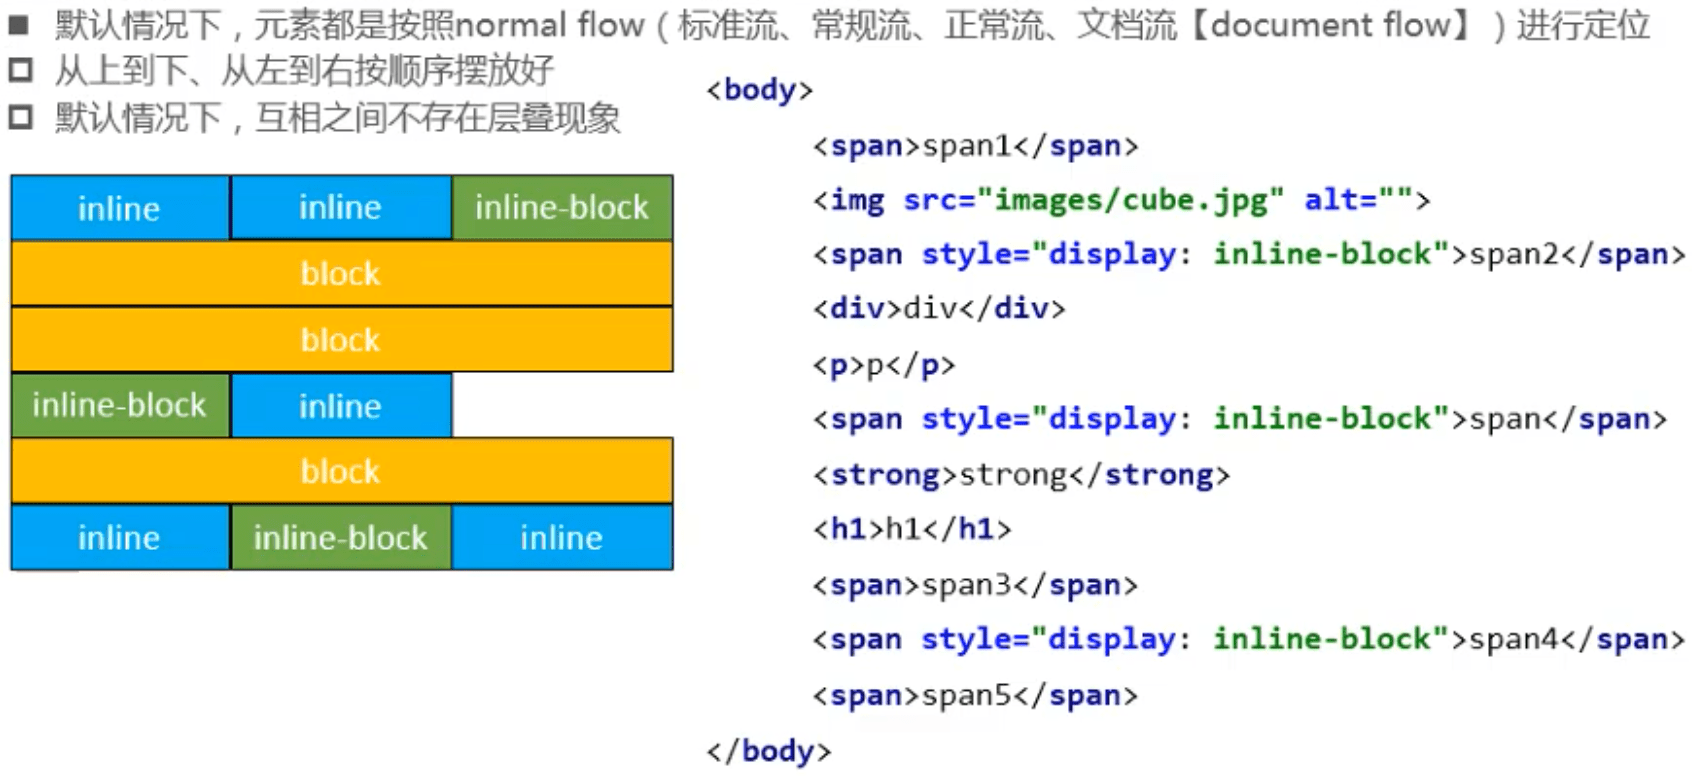 ■ 默认情况下，元素都是按照normal flow（标准流、常规流、正常流、文档流【document flow】）进行定位
从上到下、从左到右按顺序摆放好
默认情况下，互相之间不存在层叠现象
inline inline inline-block
block
block
inline-block inline
block
inline inline-block inline
<body>
<span>span1</span>
<img src="images/cube.jpg" alt="">
<span style="display: inline-block">span2</span>
<div>div</div>
<p>p</p>
<span style="display: inline-block">span</span>
<strong>strong</strong>
<h1>h1</h1>
<span>span3</span>
<span style="display: inline-block">span4</span>
<span>span5</span>
</body>